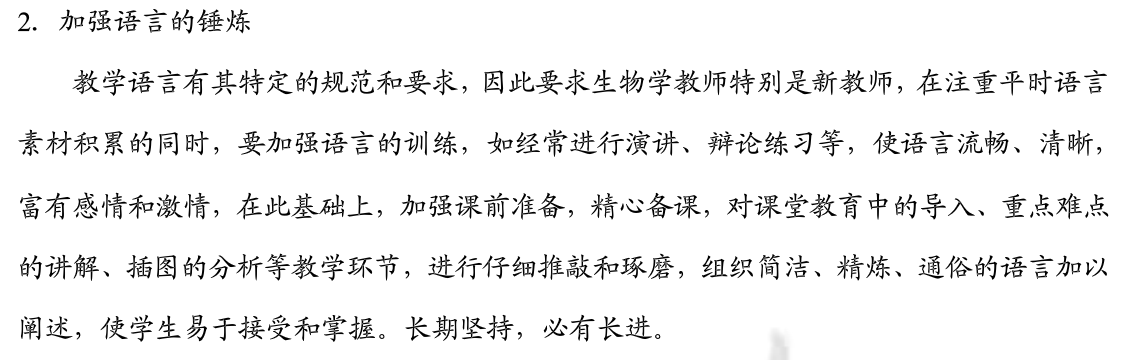 2. 加强语言的锤炼
教学语言有其特定的规范和要求，因此要求生物学教师特别是新教师，在注重平时语言
素材积累的同时，要加强语言的训练，如经常进行演讲、辩论练习等，使语言流畅、清晰，
富有感情和激情，在此基础上，加强课前准备，精心备课，对课堂教育中的导入、重点难点
的讲解、插图的分析等教学环节，进行仔细推敲和琢磨，组织简洁、精炼、通俗的语言加以
阐述，使学生易于接受和掌握。长期坚持，必有长进。